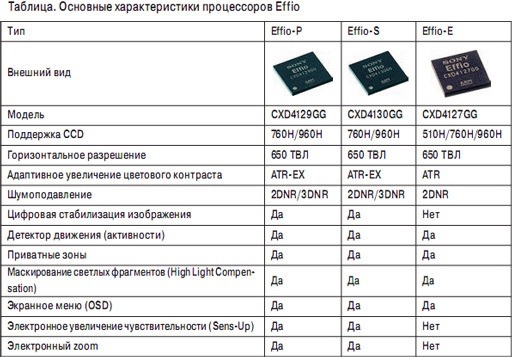 Таблица. Основные характеристики процессоров Effio
Тип Effio-P Effio-S Effio-E
Внешний вид
SONY SONY SONY
Effio Effio Effio
CXD4127GG
Модель CXD4129GG CXD4130GG CXD4127GG
Поддержка CCD 760H/960H 760H/960H 510H/760H/960H
Горизонтальное разрешение 650 ТВЛ 650 ТВЛ 650 ТВЛ
Адаптивное увеличение цветового контраста ATR-EX ATR-EX ATR
Шумоподавление 2DNR/3DNR 2DNR/3DNR 2DNR
Цифровая стабилизация изображения Да Да Нет
Детектор движения (активности) Да Да Да
Приватные зоны Да Да Да
Маскирование светлых фрагментов (High Light Compen-
sation) Да Да Да
Экранное меню (OSD) Да Да Да
Электронное увеличение чувствительности (Sens-Up) Да Да Нет
Электронный zoom Да Да Нет